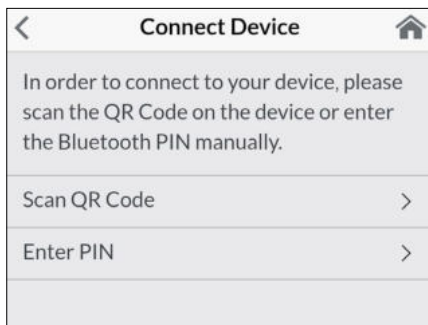 Connect Device
In order to connect to your device, please
scan the QR Code on the device or enter
the Bluetooth PIN manually.
Scan QR Code
Enter PIN